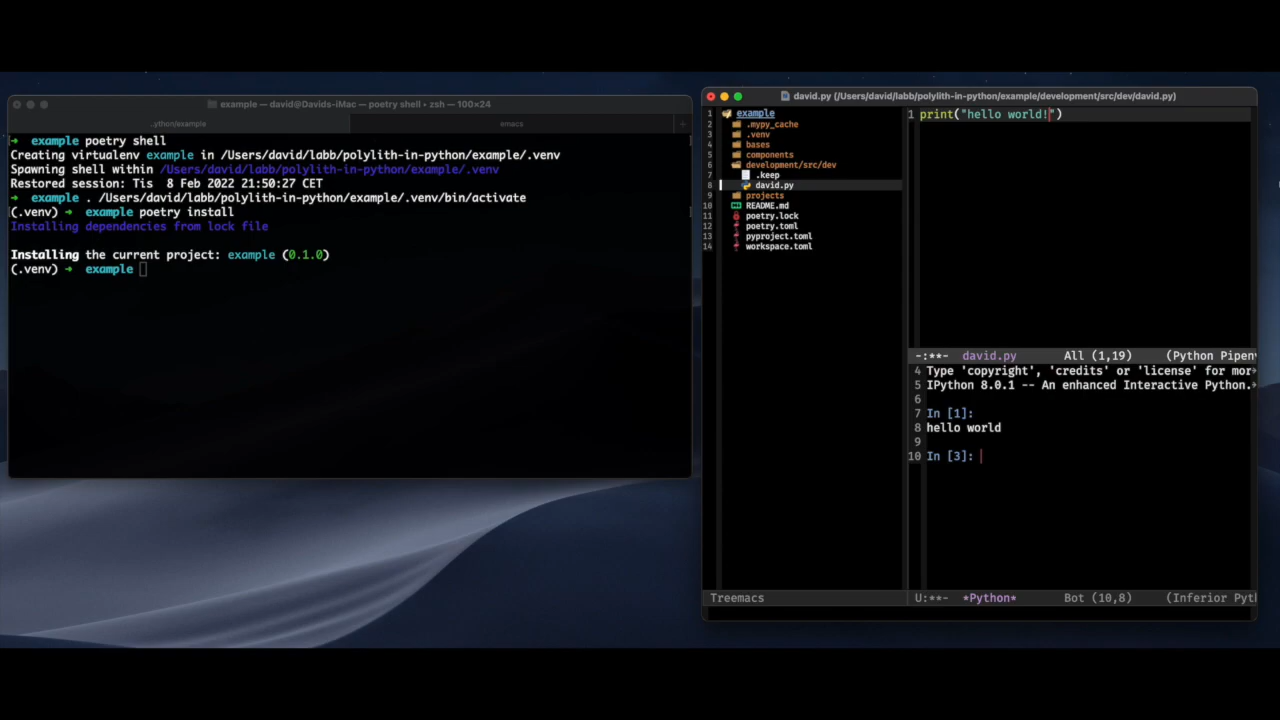 example — david@Davids-iMac — poetry shell • zsh — 100×24
..ython/example
emacs
+
➜ example poetry shell
Creating virtualenv example in /Users/david/labb/polylith-in-python/example/.venv
Spawning shell within /Users/david/labb/polylith-in-python/example/.venv
Restored session: Tis 8 Feb 2022 21:50:27 CET
➜ example . /Users/david/labb/polylith-in-python/example/.venv/bin/activate
(.venv) ➜ example poetry install
Installing dependencies from lock file
Installing the current project: example (0.1.0)
(.venv) ➜ example
david.py (/Users/david/labb/polylith-in-python/example/development/src/dev/david.py)
1 example
2 .mypy_cache
3 .venv
4 bases
5 components
6 development/src/dev
7 .keep
8 david.py
9 projects
10 README.md
11 poetry.lock
12 poetry.toml
13 pyproject.toml
14 workspace.toml
Treemacs
1 print("hello world!")
-:**- david.py All (1,19) (Python Pipenv
4 Type 'copyright', 'credits' or 'license' for mor
5 IPython 8.0.1 -- An enhanced Interactive Python.
6
7 In [1]:
8 hello world
9
10 In [3]:
U:**- *Python* Bot (10,8) (Inferior Pyt